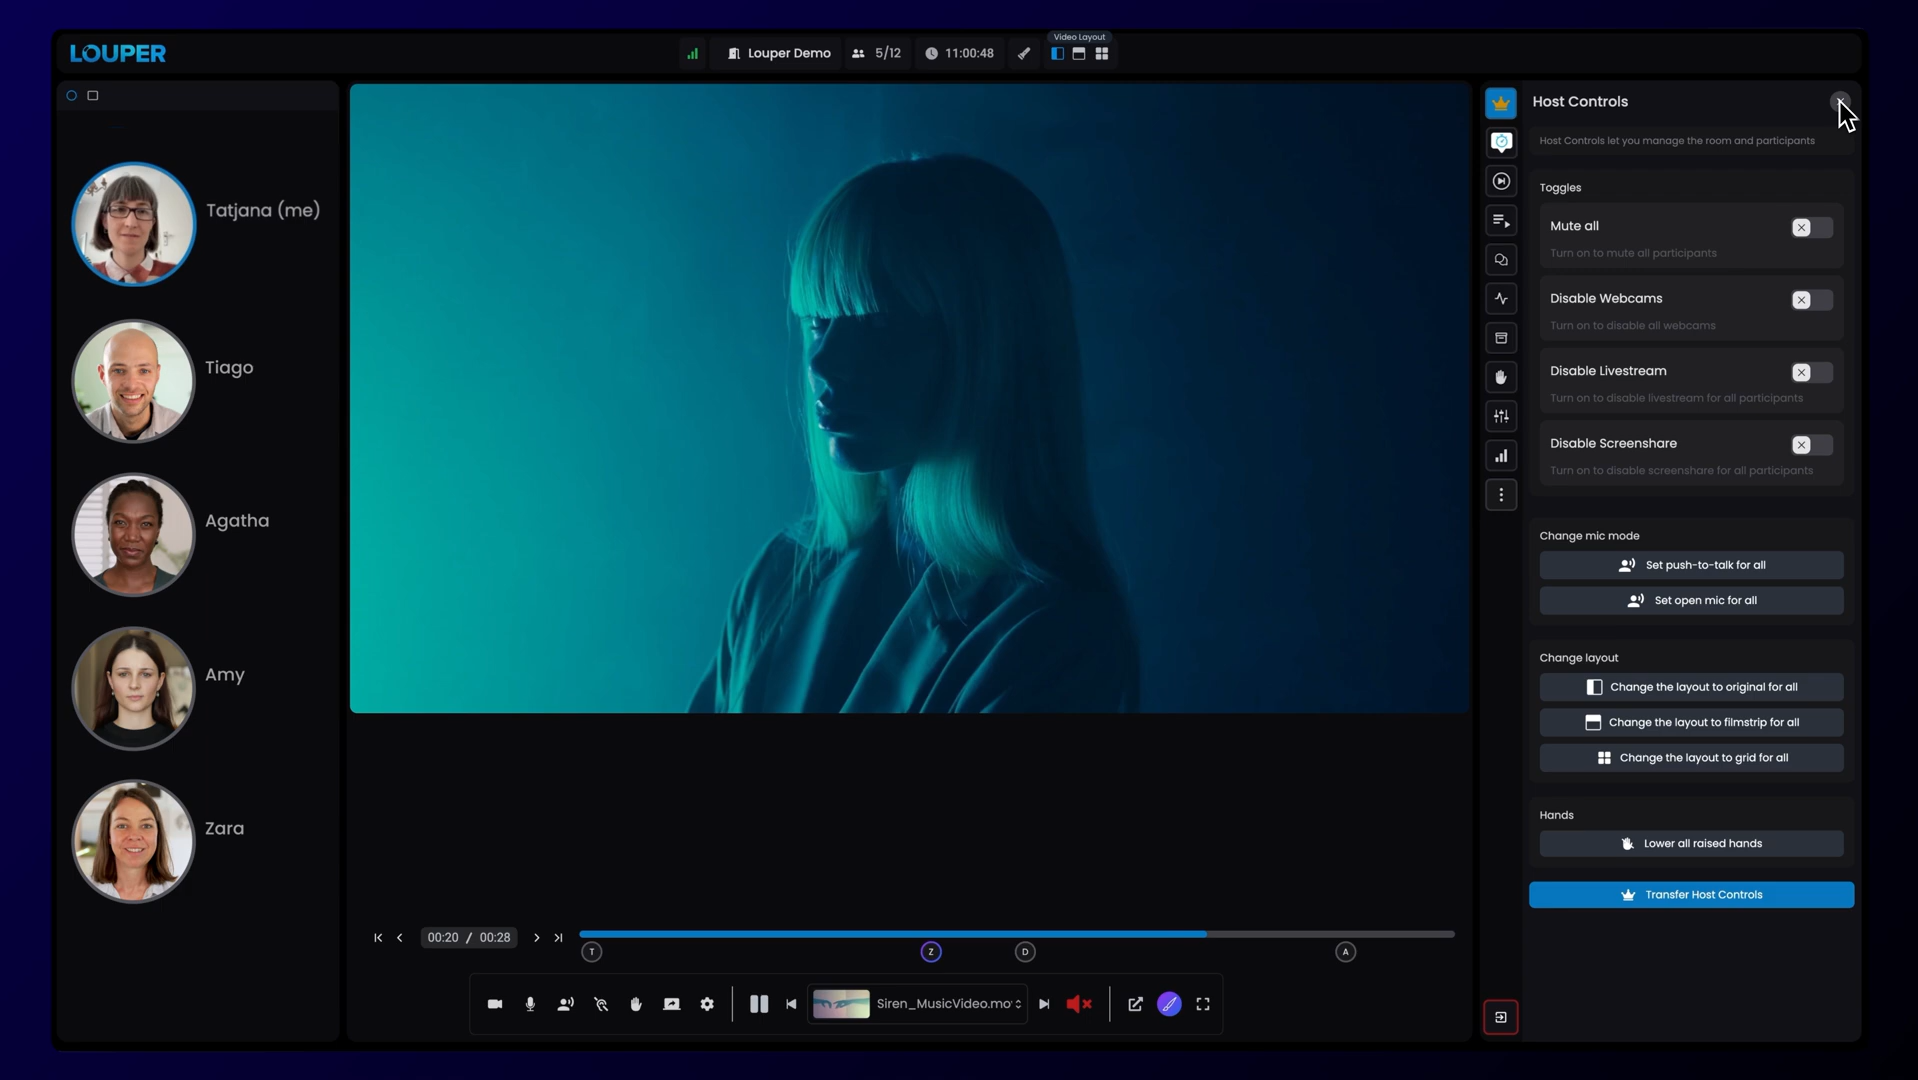 LOUPER
Louper Demo
5/12
11:00:48
Video Layout
Tatjana (me)
Tiago
Agatha
Amy
Zara
00:20 / 00:28
T
Z
D
A
Siren_MusicVideo.mo
Host Controls
Host Controls let you manage the room and participants
Toggles
Mute all
Turn on to mute all participants
Disable Webcams
Turn on to disable all webcams
Disable Livestream
Turn on to disable livestream for all participants
Disable Screenshare
Turn on to disable screenshare for all participants
Change mic mode
Set push-to-talk for all
Set open mic for all
Change layout
Change the layout to original for all
Change the layout to filmstrip for all
Change the layout to grid for all
Hands
Lower all raised hands
Transfer Host Controls